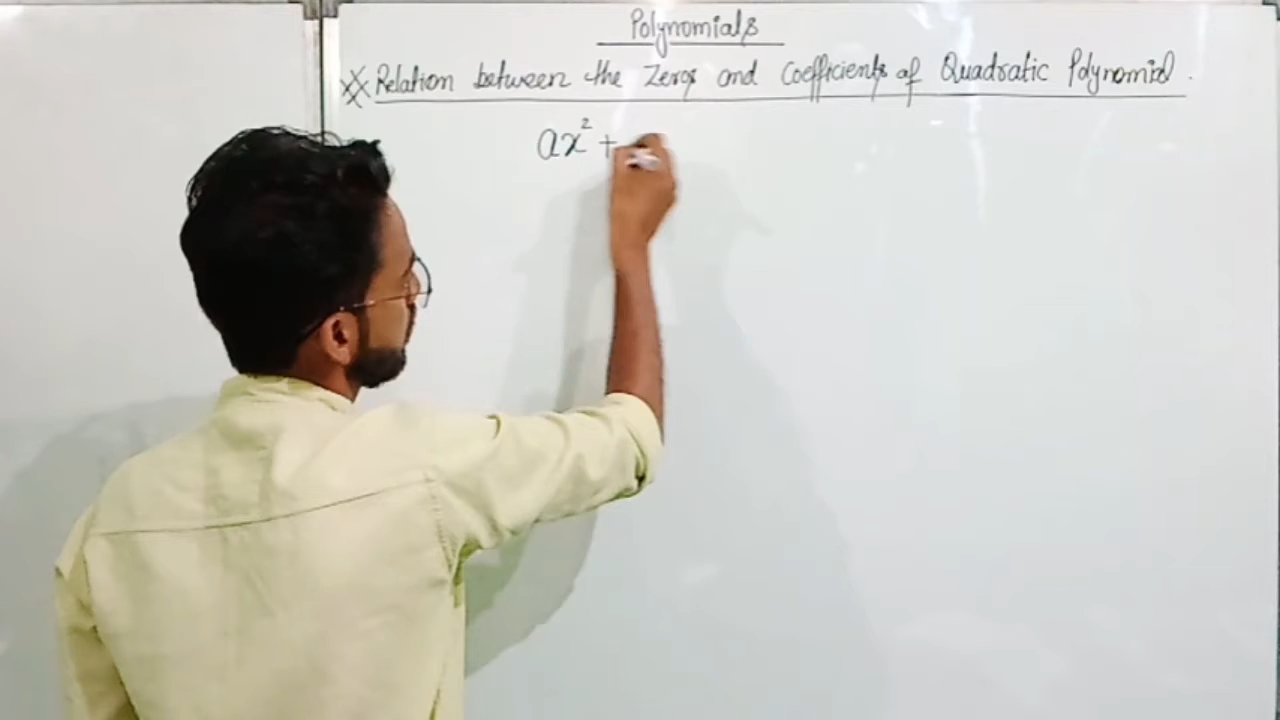 Polynomials
Relation between the Zeros and Coefficients of Quadratic Polynomial.
ax² +